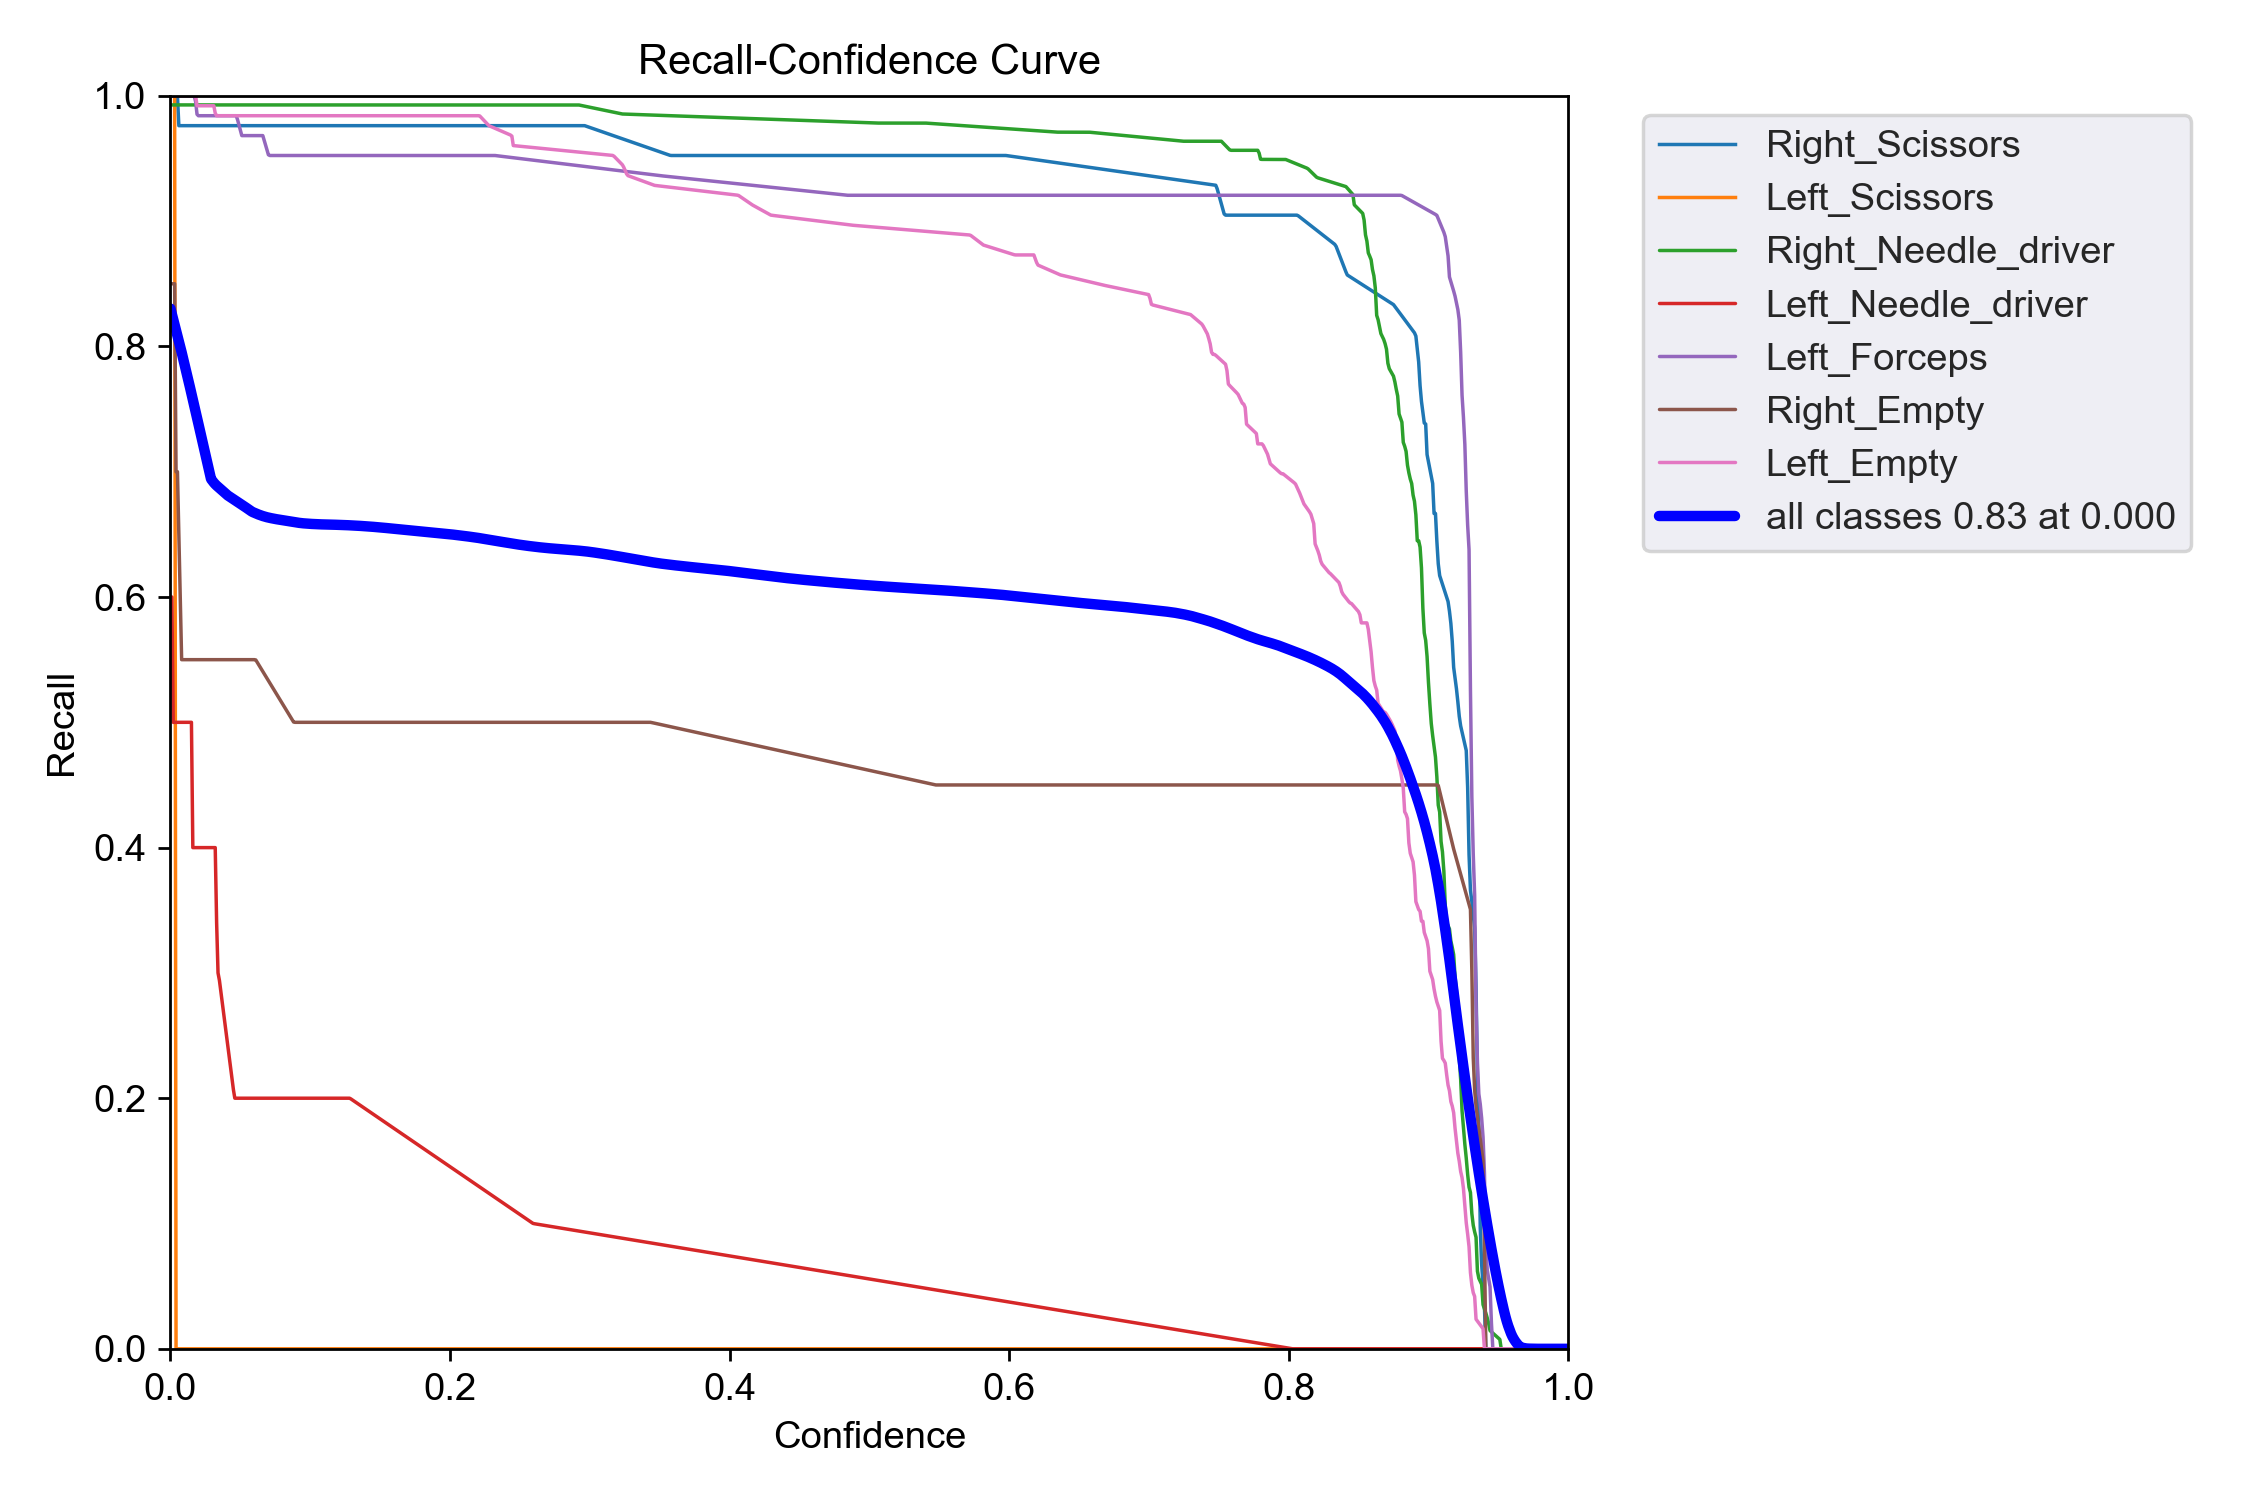 Recall-Confidence Curve
1.0
0.8
0.6
0.4
0.2
0.0
Recall
0.0 0.2 0.4 0.6 0.8 1.0
Confidence
Right_Scissors
Left_Scissors
Right_Needle_driver
Left_Needle_driver
Left_Forceps
Right_Empty
Left_Empty
all classes 0.83 at 0.000